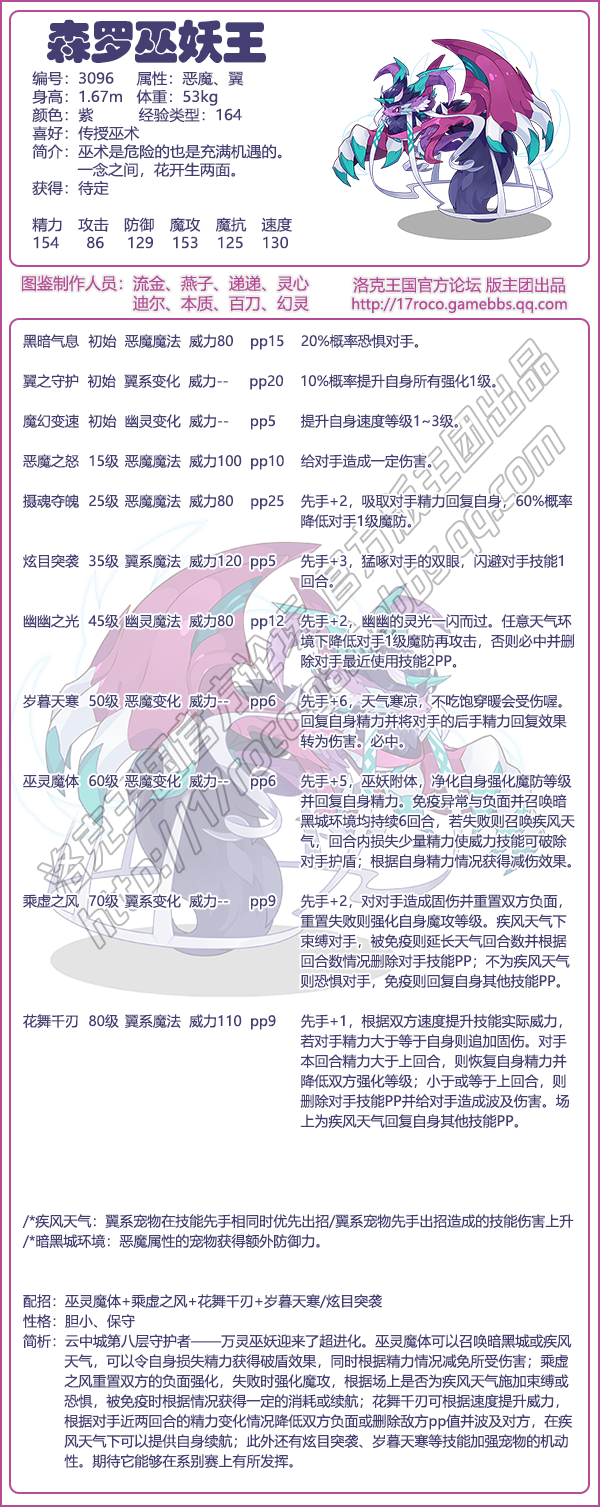 森罗巫妖王
编号：3096 属性：恶魔、翼
身高：1.67m 体重：53kg
颜色：紫 经验类型：164
喜好：传授巫术
简介：巫术是危险的也是充满机遇的。
一念之间，花开生两面。
获得：待定
精力 攻击 防御 魔攻 魔抗 速度
154 86 129 153 125 130
图鉴制作人员：流金、燕子、递递、灵心
迪尔、本质、百刀、幻灵
洛克王国官方论坛 版主团出品
http://17roco.gamebbs.qq.com
黑暗气息 初始 恶魔魔法 威力80 pp15 20%概率恐惧对手。
翼之守护 初始 翼系变化 威力-- pp20 10%概率提升自身所有强化1级。
魔幻变速 初始 幽灵变化 威力-- pp5 提升自身速度等级1~3级。
恶魔之怒 15级 恶魔魔法 威力100 pp10 给对手造成一定伤害。
摄魂夺魄 25级 恶魔魔法 威力80 pp25 先手+2，吸取对手精力回复自身，60%概率
降低对手1级魔防。
炫目突袭 35级 翼系魔法 威力120 pp5 先手+3，猛啄对手的双眼，闪避对手技能1
回合。
幽幽之光 45级 幽灵魔法 威力80 pp12 先手+2，幽幽的灵光一闪而过。任意天气环
境下降低对手1级魔防再攻击，否则必中并删
除对手最近使用技能2PP。
岁暮天寒 50级 恶魔变化 威力-- pp6 先手+6，天气寒凉，不吃饱穿暖会受伤喔。
回复自身精力并将对手的后手精力回复效果
转为伤害。必中。
巫灵魔体 60级 恶魔变化 威力-- pp6 先手+5，巫妖附体，净化自身强化魔防等级
并回复自身精力。免疫异常与负面并召唤暗
黑城环境均持续6回合，若失败则召唤疾风天
气，回合内损失少量精力使威力技能可破除
对手护盾；根据自身精力情况获得减伤效果。
乘虚之风 70级 翼系变化 威力-- pp9 先手+2，对对手造成固伤并重置双方负面，
重置失败则强化自身魔攻等级。疾风天气下
束缚对手，被免疫则延长天气回合数并根据
回合数情况删除对手技能PP；不为疾风天气
则恐惧对手，免疫则回复自身其他技能PP。
花舞千刃 80级 翼系魔法 威力110 pp9 先手+1，根据双方速度提升技能实际威力，
若对手精力大于等于自身则追加固伤。对手
本回合精力大于上回合，则恢复自身精力并
降低双方强化等级；小于或等于上回合，则
删除对手技能PP并给对手造成波及伤害。场
上为疾风天气回复自身其他技能PP。
/*疾风天气：翼系宠物在技能先手相同时优先出招/翼系宠物先手出招造成的技能伤害上升
/*暗黑城环境：恶魔属性的宠物获得额外防御力。
配招：巫灵魔体+乘虚之风+花舞千刃+岁暮天寒/炫目突袭
性格：胆小、保守
简析：云中城第八层守护者——万灵巫妖迎来了超进化。巫灵魔体可以召唤暗黑城或疾风
天气，可以令自身损失精力获得破盾效果，同时根据精力情况减免所受伤害；乘虚
之风重置双方的负面强化，失败时强化魔攻，根据场上是否为疾风天气施加束缚或
恐惧，被免疫时根据情况获得一定的消耗或续航；花舞千刃可根据速度提升威力，
根据对手近两回合的精力变化情况降低双方负面或删除敌方pp值并波及对方，在疾
风天气下可以提供自身续航；此外还有炫目突袭、岁暮天寒等技能加强宠物的机动
性。期待它能够在系别赛上有所发挥。
洛克王国官方论坛 版主团出品
http://17roco.gamebbs.qq.com